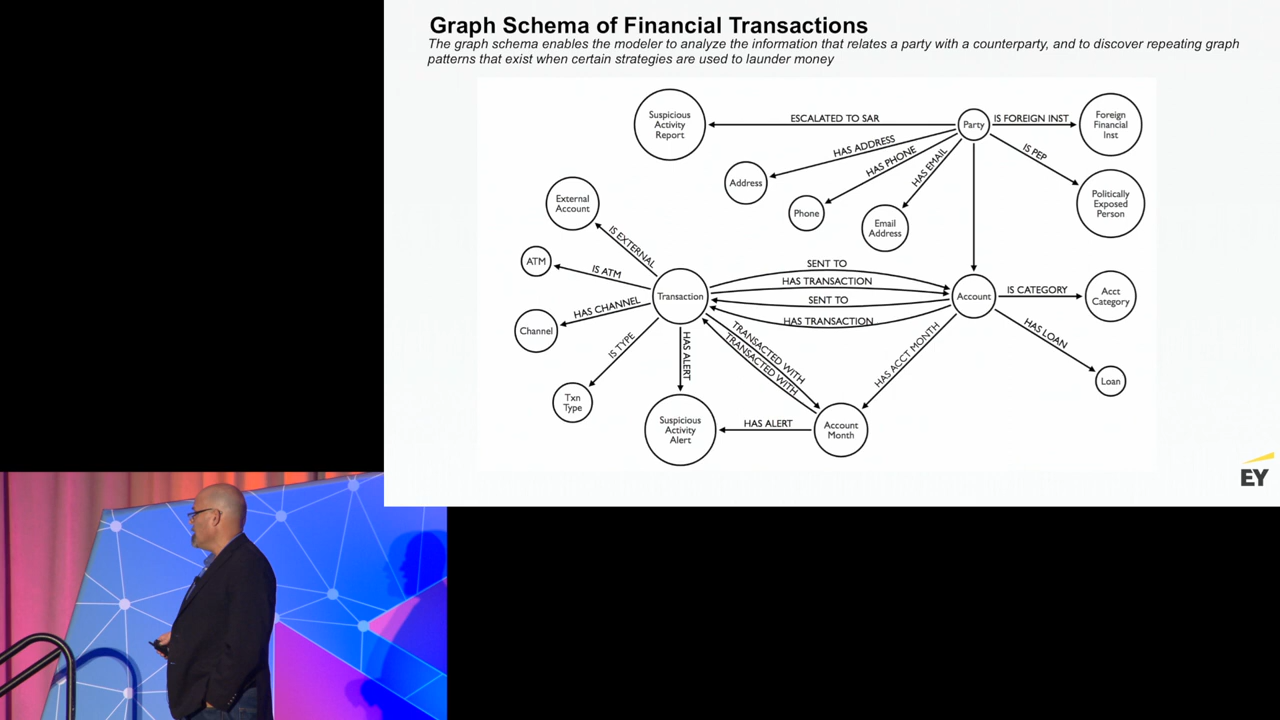 Graph Schema of Financial Transactions
The graph schema enables the modeler to analyze the information that relates a party with a counterparty, and to discover repeating graph
patterns that exist when certain strategies are used to launder money
Suspicious
Activity
Report
ESCALATED TO SAR
Party
IS FOREIGN INST
Foreign
Financial
Inst
HAS ADDRESS
HAS PHONE
HAS EMAIL
IS PEP
Address
Phone
Email
Address
Politically
Exposed
Person
External
Account
IS EXTERNAL
ATM
IS ATM
Transaction
SENT TO
HAS TRANSACTION
SENT TO
HAS TRANSACTION
Account
IS CATEGORY
Acct
Category
HAS CHANNEL
Channel
IS TYPE
HAS ALERT
TRANSACTED WITH
TRANSACTED WITH
HAS ACCT MONTH
HAS LOAN
Loan
Txn
Type
Suspicious
Activity
Alert
HAS ALERT
Account
Month
EY